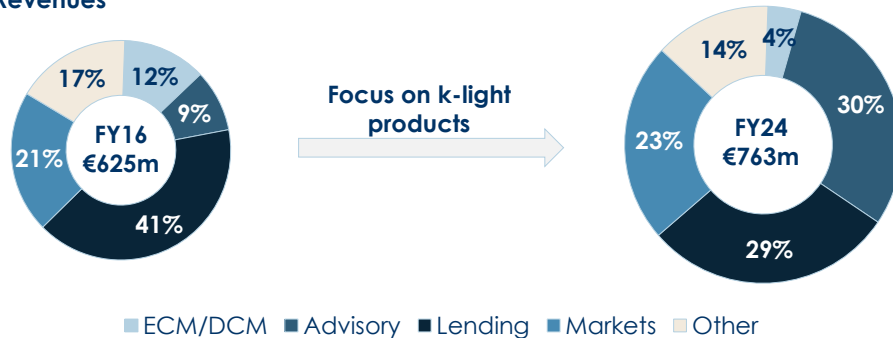 Revenues
17%
12%
9%
21%
41%
FY16
€625m
Focus on k-light
products
14%
4%
30%
23%
29%
FY24
€763m
ECM/DCM Advisory Lending Markets Other